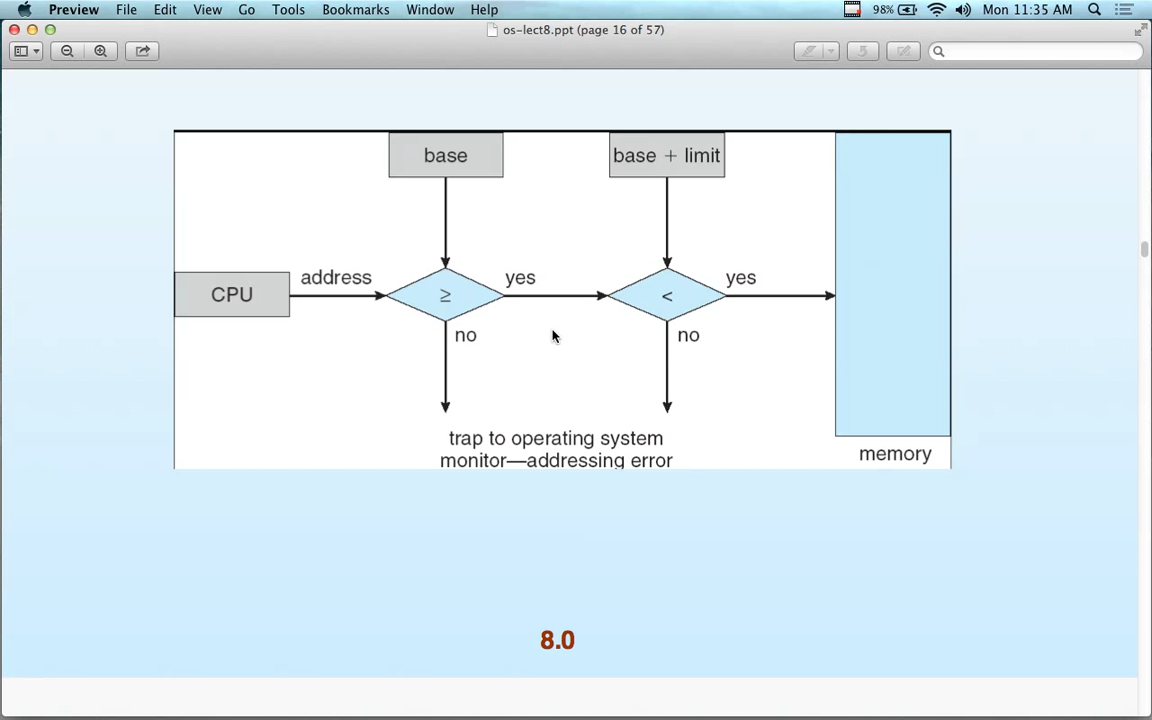 Preview File Edit View Go Tools Bookmarks Window Help 98% Mon 11:35 AM
os-lect8.ppt (page 16 of 57)
base
base + limit
CPU
address
≥
yes
<
yes
no
no
trap to operating system
monitor—addressing error
memory
8.0